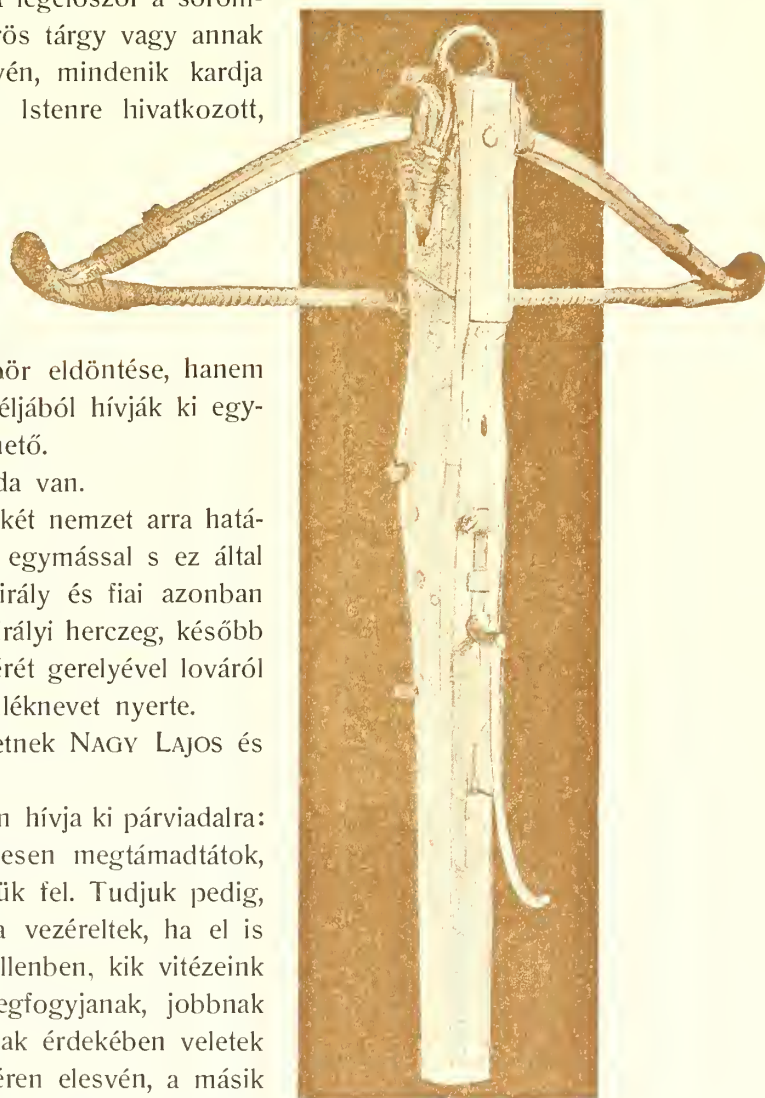 legelőször a sorom-
rös tárgy vagy annak
vén, mindenik kardja
Istenre hivatkozott,
eldöntése, hanem
éljából hívják ki egy-
hető.
da van.
két nemzet arra hatá-
egymással s ez által
király és fiai azonban
rályi herczeg, később
érét gerelyével lováról
léknevet nyerte.
etnek NAGY LAJOS és
n hívja ki párviadalra:
esen megtámadtátok,
ük fel. Tudjuk pedig,
a vezéreltek, ha el is
llenben, kik vitézeink
egfogyjanak, jobbnak
ak érdekében veletek
éren elesvén, a másik